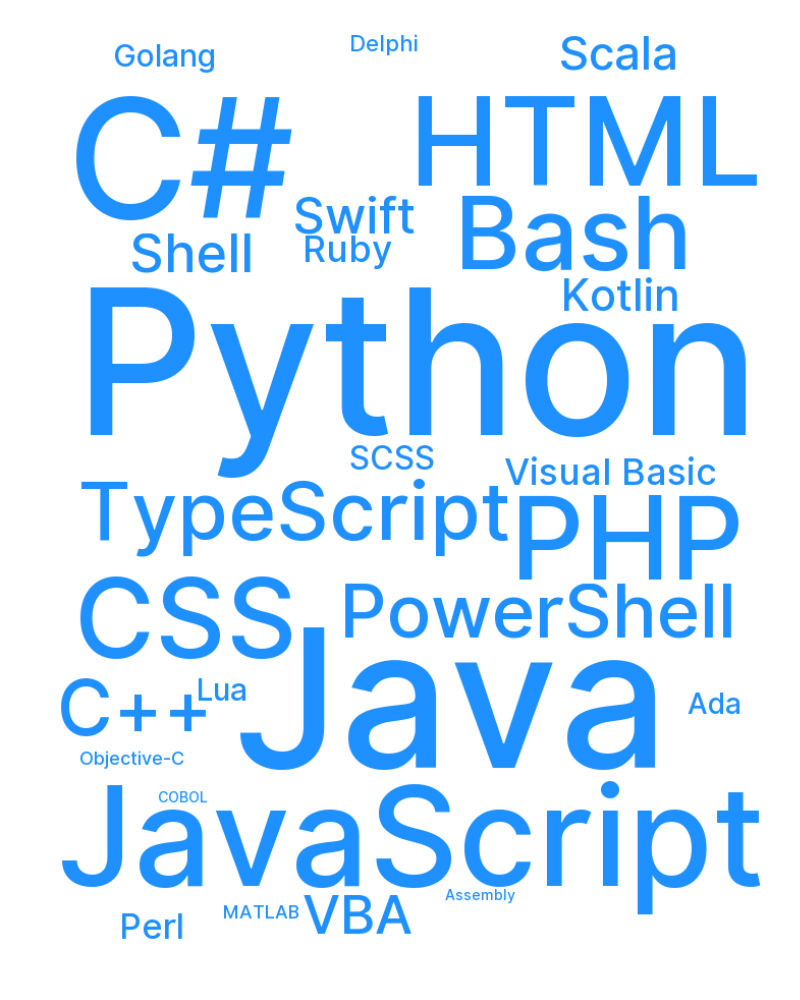 Delphi
Golang
Scala
C#
HTML
Swift
Bash
Ruby
Shell
Kotlin
Python
SCSS
Visual Basic
TypeScript
PHP
PowerShell
CSS
Java
Lua
C++
Ada
Objective-C
COBOL
JavaScript
Assembly
MATLAB
VBA
Perl